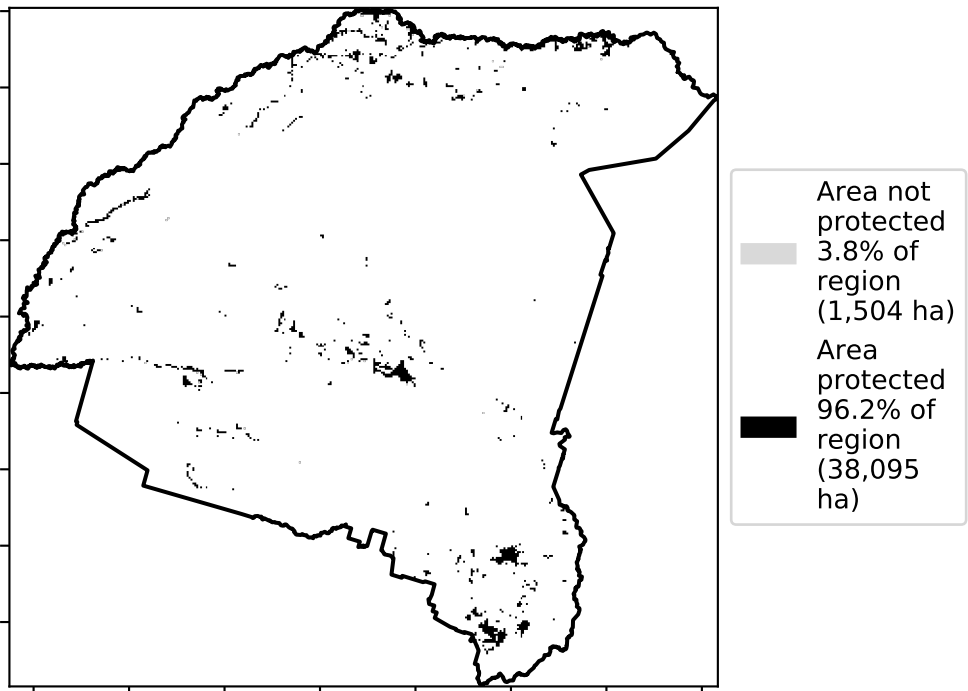 Area not
protected
3.8% of
region
(1,504 ha)
Area
protected
96.2% of
region
(38,095
ha)